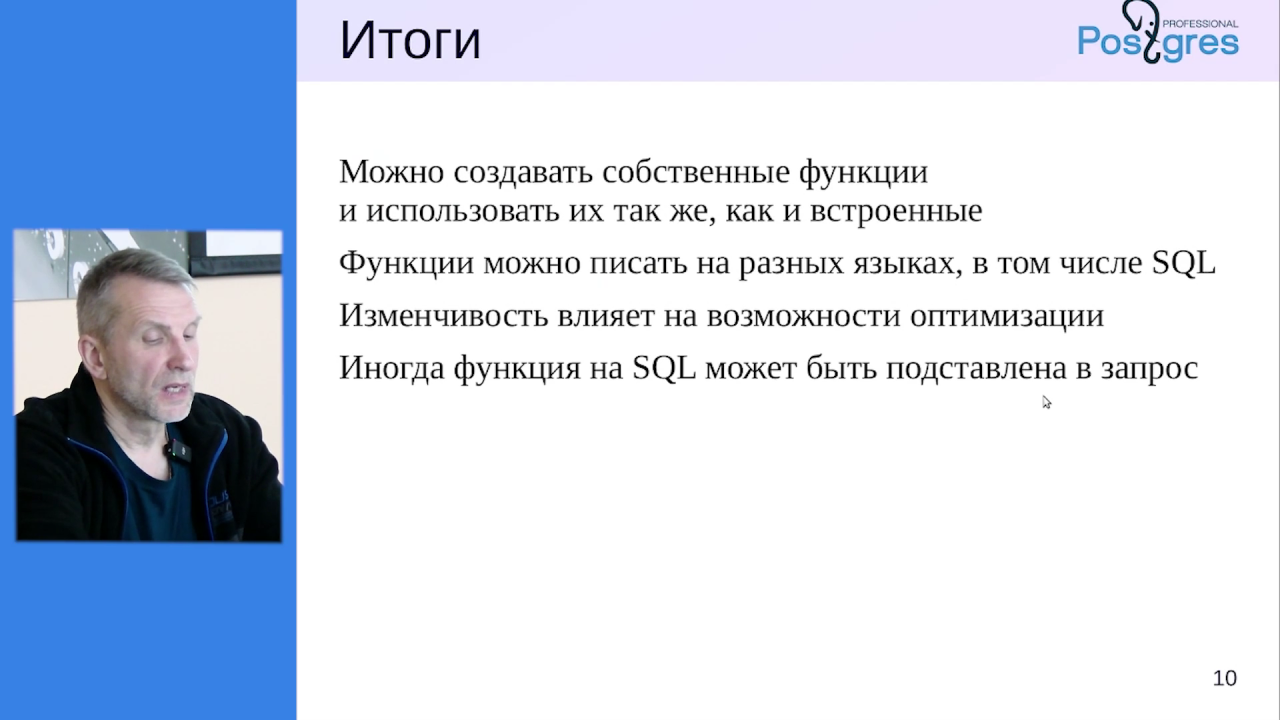 Итоги
PROFESSIONAL
Postgres
Можно создавать собственные функции
и использовать их так же, как и встроенные
Функции можно писать на разных языках, в том числе SQL
Изменчивость влияет на возможности оптимизации
Иногда функция на SQL может быть подставлена в запрос
10